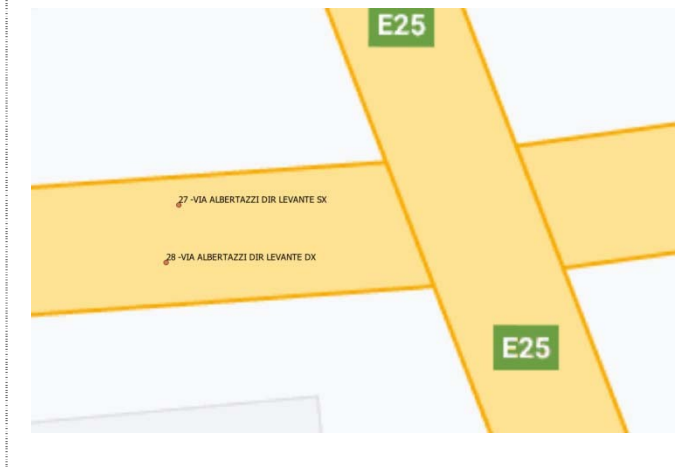 E25
27 -VIA ALBERTAZZI DIR LEVANTE SX
28 -VIA ALBERTAZZI DIR LEVANTE DX
E25